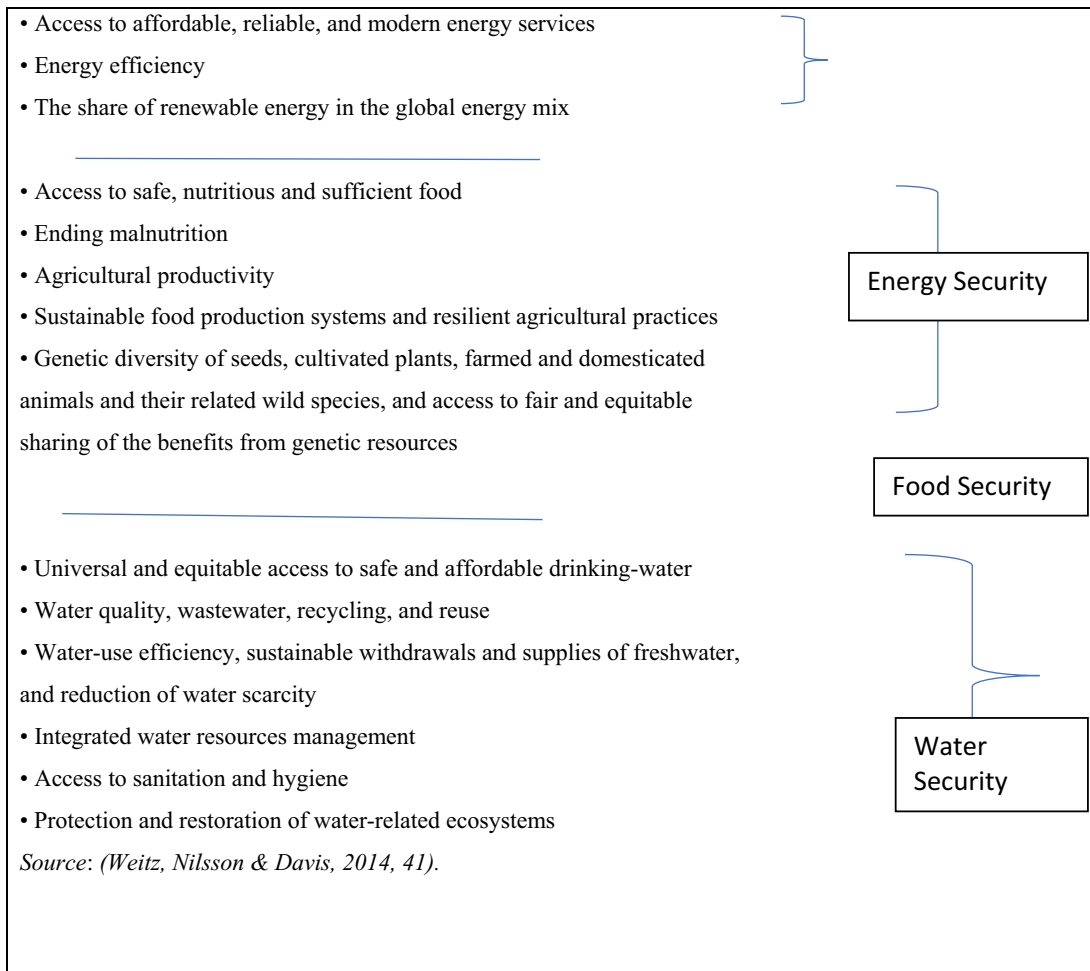 • Access to affordable, reliable, and modern energy services
• Energy efficiency
• The share of renewable energy in the global energy mix
• Access to safe, nutritious and sufficient food
• Ending malnutrition
• Agricultural productivity
Energy Security
• Sustainable food production systems and resilient agricultural practices
• Genetic diversity of seeds, cultivated plants, farmed and domesticated
animals and their related wild species, and access to fair and equitable
sharing of the benefits from genetic resources
Food Security
• Universal and equitable access to safe and affordable drinking-water
• Water quality, wastewater, recycling, and reuse
• Water-use efficiency, sustainable withdrawals and supplies of freshwater,
and reduction of water scarcity
• Integrated water resources management
Water
Security
• Access to sanitation and hygiene
• Protection and restoration of water-related ecosystems
Source: (Weitz, Nilsson & Davis, 2014, 41).